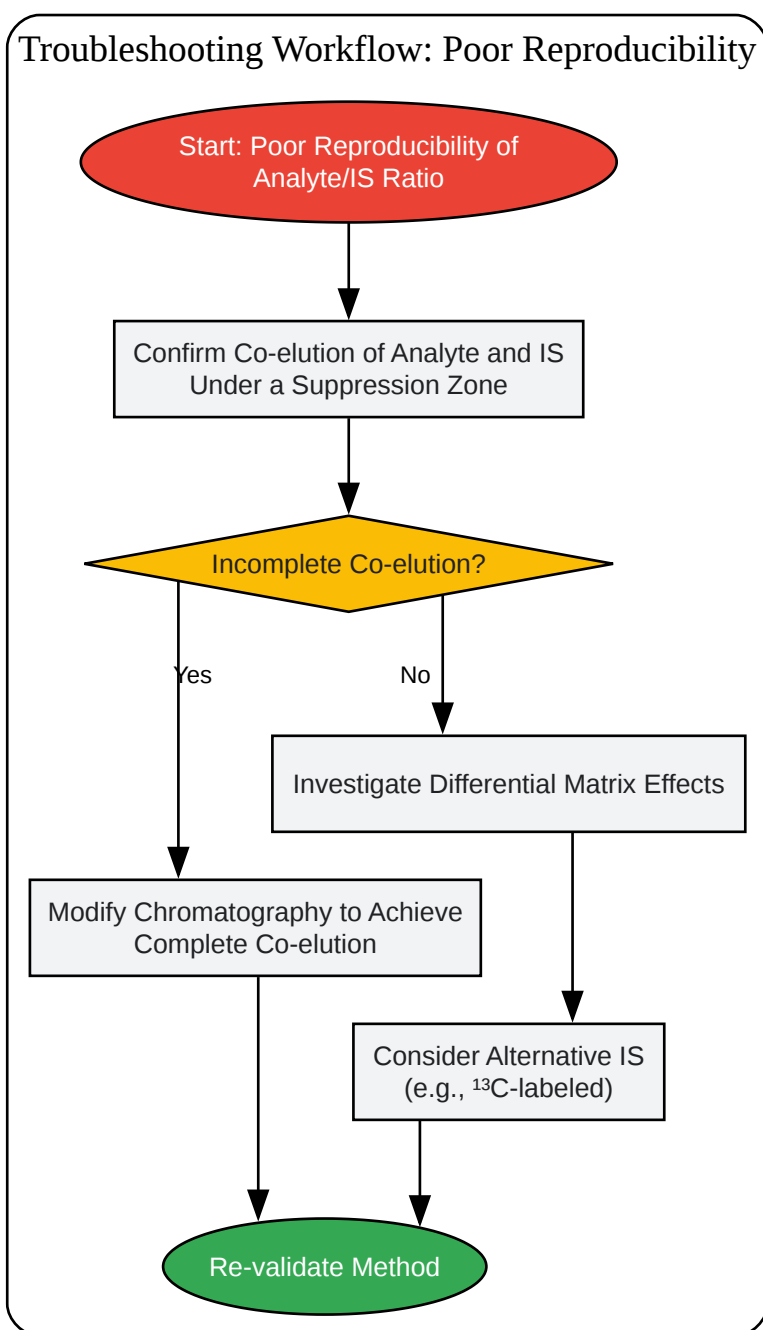 Troubleshooting Workflow: Poor Reproducibility
Start: Poor Reproducibility of
Analyte/IS Ratio
Confirm Co-elution of Analyte and IS
Under a Suppression Zone
Incomplete Co-elution?
Yes
No
Investigate Differential Matrix Effects
Modify Chromatography to Achieve
Complete Co-elution
Consider Alternative IS
(e.g., ¹³C-labeled)
Re-validate Method